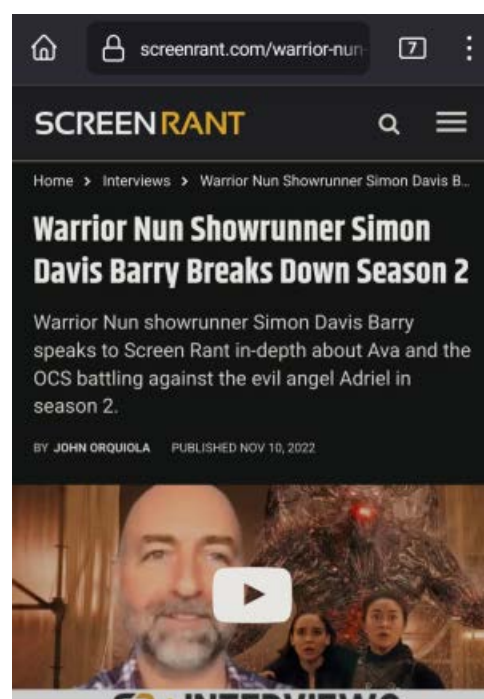 screenrant.com/warrior-nun-
7
SCREENRANT
Home > Interviews > Warrior Nun Showrunner Simon Davis B...
Warrior Nun Showrunner Simon
Davis Barry Breaks Down Season 2
Warrior Nun showrunner Simon Davis Barry
speaks to Screen Rant in-depth about Ava and the
OCS battling against the evil angel Adriel in
season 2.
BY JOHN ORQUIOLA PUBLISHED NOV 10, 2022
INTERVIEWS